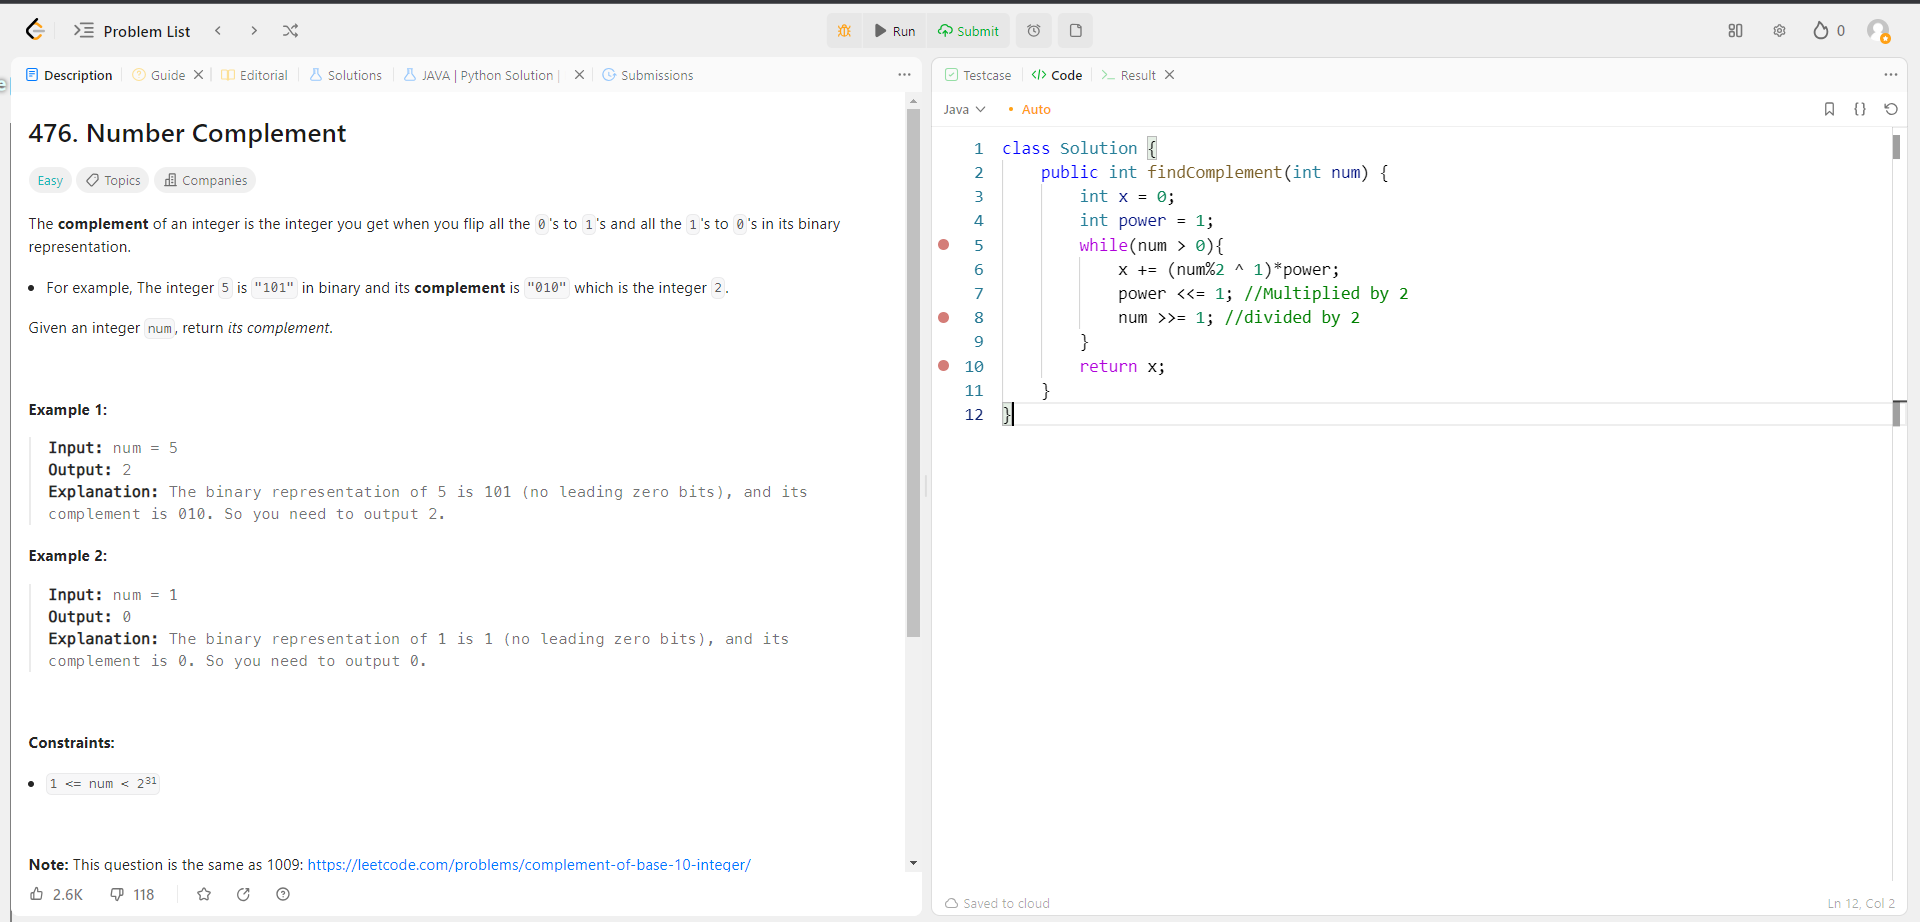 Problem List
Run
Submit
0
Description
Guide
Editorial
Solutions
JAVA | Python Solution |
Submissions
476. Number Complement
Easy
Topics
Companies
The complement of an integer is the integer you get when you flip all the 0's to 1's and all the 1's to 0's in its binary
representation.
• For example, The integer 5 is "101" in binary and its complement is "010" which is the integer 2.
Given an integer num, return its complement.
Example 1:
Input: num = 5
Output: 2
Explanation: The binary representation of 5 is 101 (no leading zero bits), and its
complement is 010. So you need to output 2.
Example 2:
Input: num = 1
Output: 0
Explanation: The binary representation of 1 is 1 (no leading zero bits), and its
complement is 0. So you need to output 0.
Constraints:
• 1 <= num < 2³¹
Note: This question is the same as 1009: https://leetcode.com/problems/complement-of-base-10-integer/
2.6K
118
Testcase
</> Code
Result
Java
• Auto
{}
1 class Solution {
2 public int findComplement(int num) {
3 int x = 0;
4 int power = 1;
5 while(num > 0){
6 x += (num%2 ^ 1)*power;
7 power <<= 1; //Multiplied by 2
8 num >>= 1; //divided by 2
9 }
10 return x;
11 }
12 }
Saved to cloud
Ln 12, Col 2